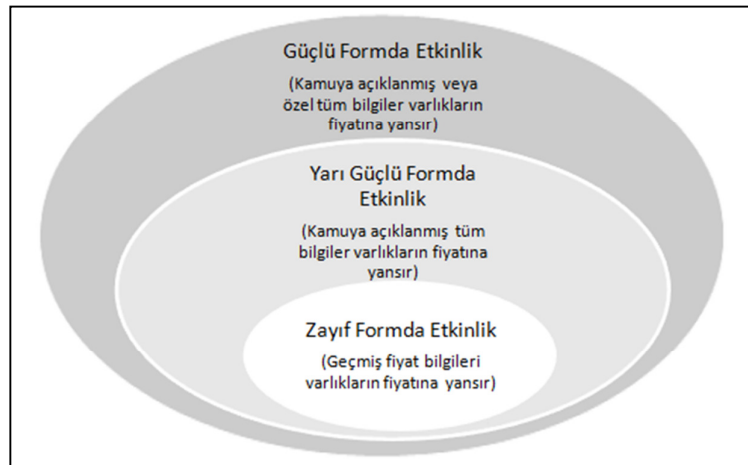 Güçlü Formda Etkinlik
(Kamuya açıklanmış veya
özel tüm bilgiler varlıkların
fiyatına yansır)
Yarı Güçlü Formda
Etkinlik
(Kamuya açıklanmış tüm
bilgiler varlıkların fiyatına
yansır)
Zayıf Formda Etkinlik
(Geçmiş fiyat bilgileri
varlıkların fiyatına yansır)